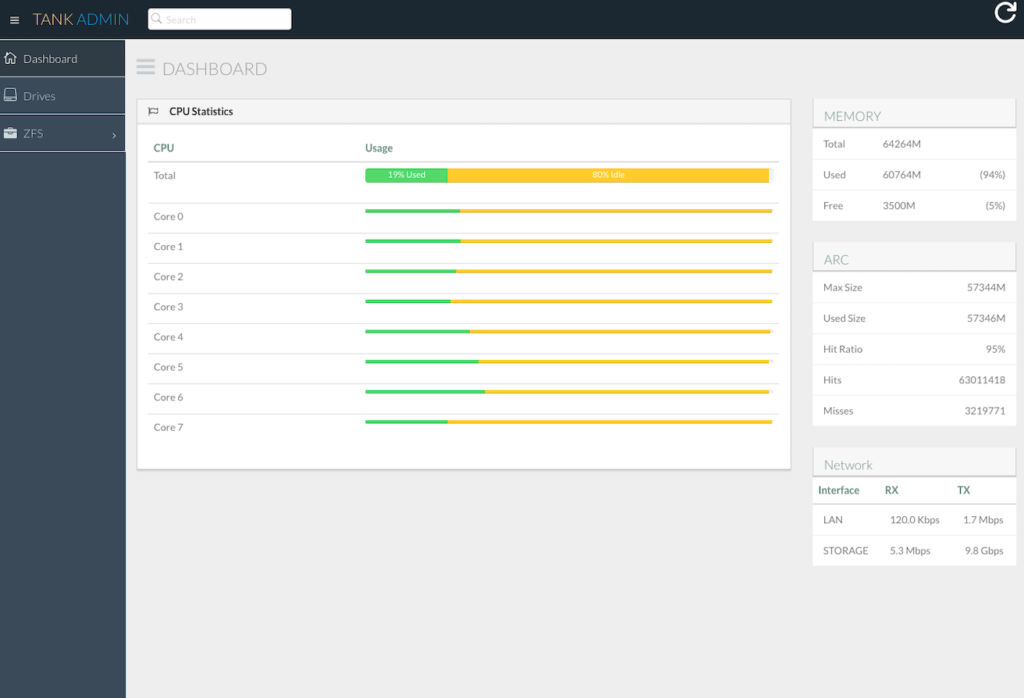 TANK ADMIN
Search
Dashboard
Drives
ZFS
DASHBOARD
CPU Statistics
CPU Usage
Total 19% Used 80% Idle
Core 0
Core 1
Core 2
Core 3
Core 4
Core 5
Core 6
Core 7
MEMORY
Total 64264M
Used 60764M (94%)
Free 3500M (5%)
ARC
Max Size 57344M
Used Size 57346M
Hit Ratio 95%
Hits 63011418
Misses 3219771
Network
Interface RX TX
LAN 120.0 Kbps 1.7 Mbps
STORAGE 5.3 Mbps 9.8 Gbps